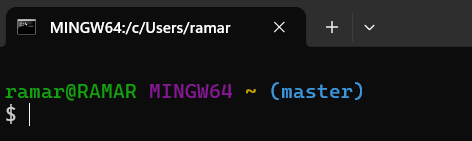 MINGW64:/c/Users/ramar
ramar@RAMAR MINGW64 ~ (master)
$